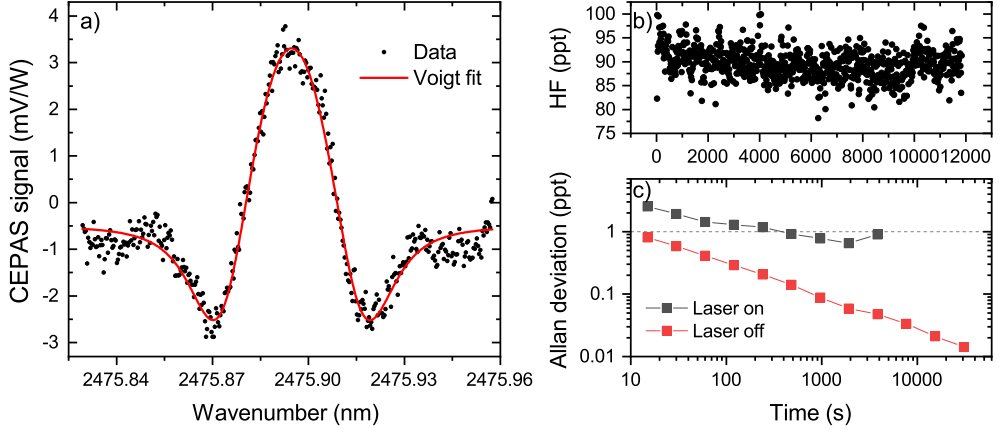 a)
CEPAS signal (mV/W)
4
3
2
1
0
-1
-2
-3
Data
Voigt fit
2475.84 2475.87 2475.90 2475.93 2475.96
Wavenumber (nm)
b)
HF (ppt)
100
95
90
85
80
75
0 2000 4000 6000 8000 10000 12000
c)
Allan deviation (ppt)
1
0.1
0.01
Laser on
Laser off
10 100 1000 10000
Time (s)